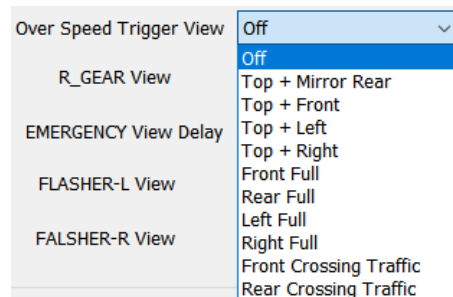 Over Speed Trigger View Off
Off
R_GEAR View Top + Mirror Rear
Top + Front
EMERGENCY View Delay Top + Left
Top + Right
FLASHER-L View Front Full
Rear Full
Left Full
FALSHER-R View Right Full
Front Crossing Traffic
Rear Crossing Traffic